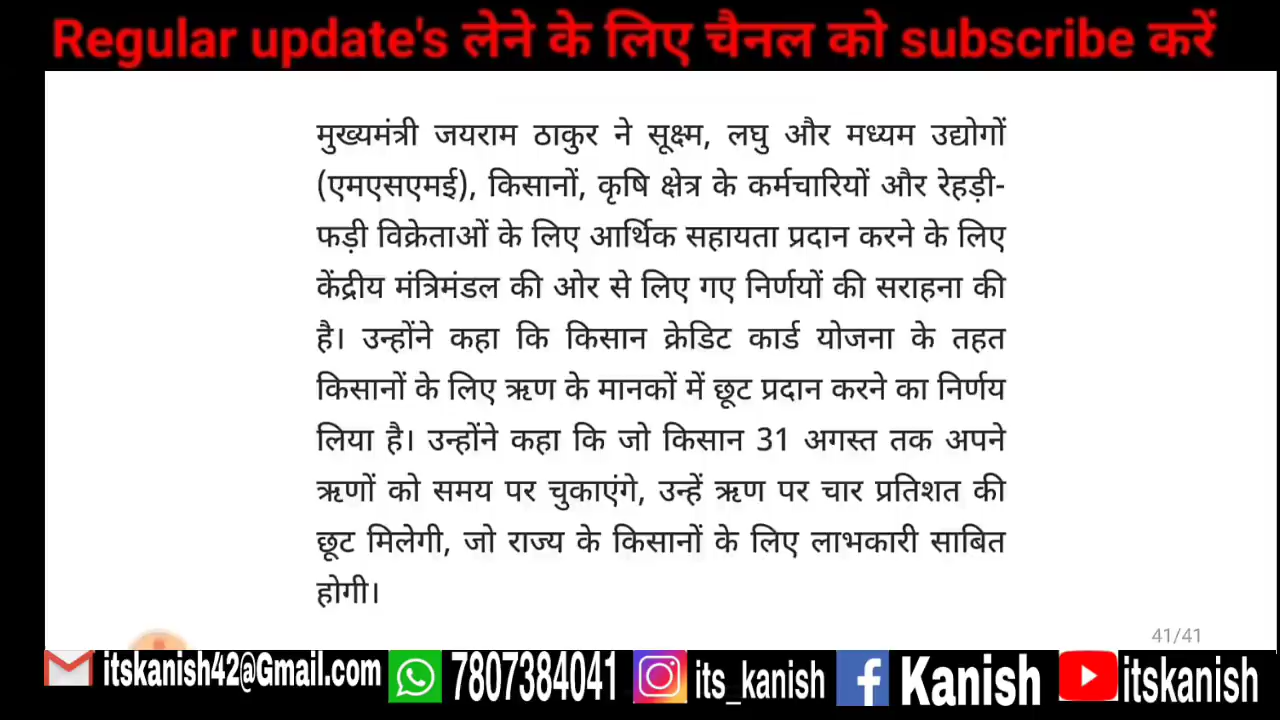 Regular update's लेने के लिए चैनल को subscribe करें
मुख्यमंत्री जयराम ठाकुर ने सूक्ष्म, लघु और मध्यम उद्योगों
(एमएसएमई), किसानों, कृषि क्षेत्र के कर्मचारियों और रेहड़ी-
फड़ी विक्रेताओं के लिए आर्थिक सहायता प्रदान करने के लिए
केंद्रीय मंत्रिमंडल की ओर से लिए गए निर्णयों की सराहना की
है। उन्होंने कहा कि किसान क्रेडिट कार्ड योजना के तहत
किसानों के लिए ऋण के मानकों में छूट प्रदान करने का निर्णय
लिया है। उन्होंने कहा कि जो किसान 31 अगस्त तक अपने
ऋणों को समय पर चुकाएंगे, उन्हें ऋण पर चार प्रतिशत की
छूट मिलेगी, जो राज्य के किसानों के लिए लाभकारी साबित
होगी।
41/41
itskanish42@Gmail.com 7807384041 its_kanish Kanish itskanish